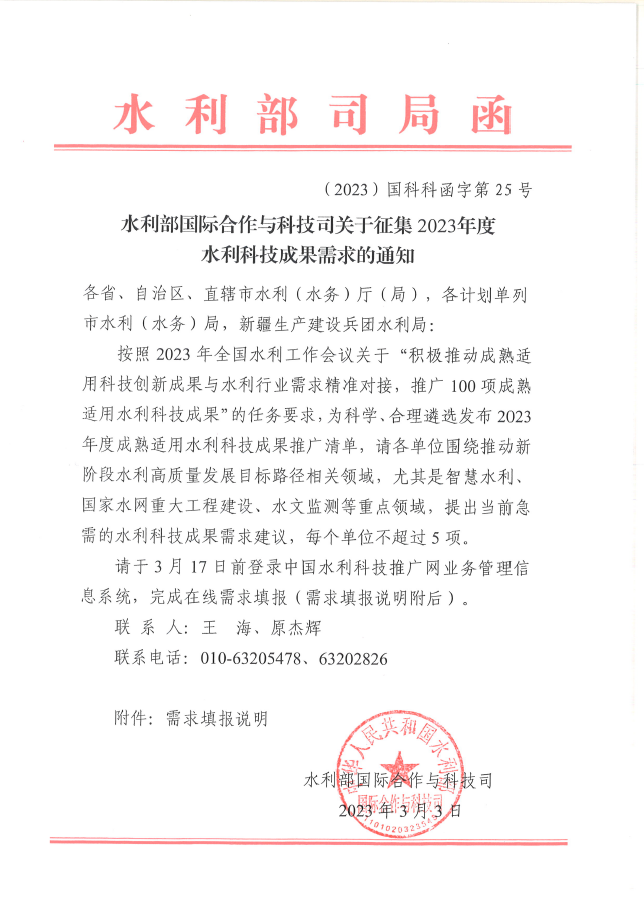 水利部司局函
（2023）国科科函字第 25 号
水利部国际合作与科技司关于征集 2023年度
水利科技成果需求的通知
各省、自治区、直辖市水利（水务）厅（局），各计划单列
市水利（水务）局，新疆生产建设兵团水利局：
按照 2023 年全国水利工作会议关于“积极推动成熟适
用科技创新成果与水利行业需求精准对接，推广 100 项成熟
适用水利科技成果”的任务要求，为科学、合理遴选发布 2023
年度成熟适用水利科技成果推广清单，请各单位围绕推动新
阶段水利高质量发展目标路径相关领域，尤其是智慧水利、
国家水网重大工程建设、水文监测等重点领域，提出当前急
需的水利科技成果需求建议，每个单位不超过 5 项。
请于 3 月 17 日前登录中国水利科技推广网业务管理信
息系统，完成在线需求填报（需求填报说明附后）。
联 系 人：王　海、原杰辉
联系电话：010-63205478、63202826
附件：需求填报说明
中华人民共和国水利部
水利部国际合作与科技司
国际合作与科技司
2023 年 3 月 3 日